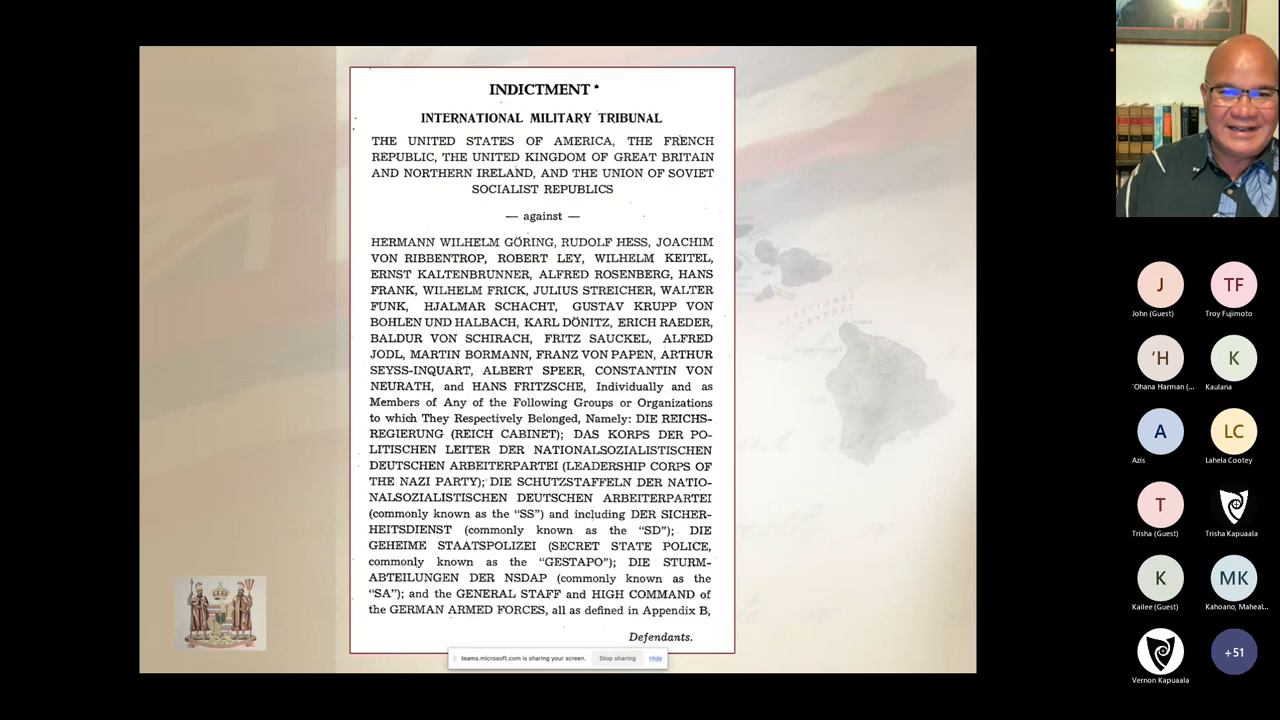 INDICTMENT *
INTERNATIONAL MILITARY TRIBUNAL
THE UNITED STATES OF AMERICA, THE FRENCH
REPUBLIC, THE UNITED KINGDOM OF GREAT BRITAIN
AND NORTHERN IRELAND, AND THE UNION OF SOVIET
SOCIALIST REPUBLICS
— against —
HERMANN WILHELM GÖRING, RUDOLF HESS, JOACHIM
VON RIBBENTROP, ROBERT LEY, WILHELM KEITEL,
ERNST KALTENBRUNNER, ALFRED ROSENBERG, HANS
FRANK, WILHELM FRICK, JULIUS STREICHER, WALTER
FUNK, HJALMAR SCHACHT, GUSTAV KRUPP VON
BOHLEN UND HALBACH, KARL DÖNITZ, ERICH RAEDER,
BALDUR VON SCHIRACH, FRITZ SAUCKEL, ALFRED
JODL, MARTIN BORMANN, FRANZ VON PAPEN, ARTHUR
SEYSS-INQUART, ALBERT SPEER, CONSTANTIN VON
NEURATH, and HANS FRITZSCHE, Individually and as
Members of Any of the Following Groups or Organizations
to which They Respectively Belonged, Namely: DIE REICHS-
REGIERUNG (REICH CABINET); DAS KORPS DER PO-
LITISCHEN LEITER DER NATIONALSOZIALISTISCHEN
DEUTSCHEN ARBEITERPARTEI (LEADERSHIP CORPS OF
THE NAZI PARTY); DIE SCHUTZSTAFFELN DER NATIO-
NALSOZIALISTISCHEN DEUTSCHEN ARBEITERPARTEI
(commonly known as the “SS”) and including DER SICHER-
HEITSDIENST (commonly known as the “SD”); DIE
GEHEIME STAATSPOLIZEI (SECRET STATE POLICE,
commonly known as the “GESTAPO”); DIE STURM-
ABTEILUNGEN DER NSDAP (commonly known as the
“SA”); and the GENERAL STAFF and HIGH COMMAND of
the GERMAN ARMED FORCES, all as defined in Appendix B,
Defendants.
teams.microsoft.com is sharing your screen. Stop sharing Hide
J TF
John (Guest) Troy Fujimoto
'H K
'Ohana Harman (... Kaulana
A LC
Azis Lahela Cootey
T
Trisha (Guest) Trisha Kapuaala
K MK
Kailee (Guest) Kahoano, Maheal...
+51
Vernon Kapuaala